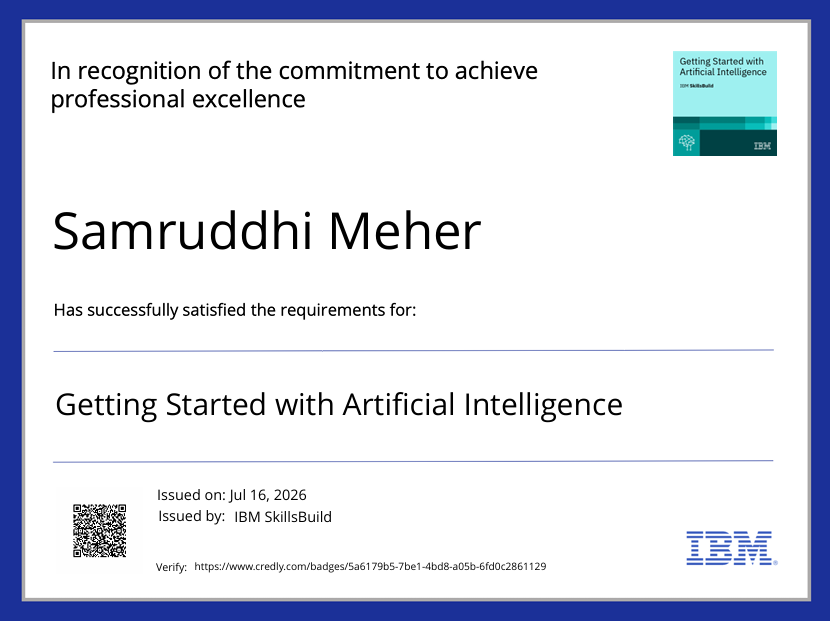 In recognition of the commitment to achieve
professional excellence
Getting Started with
Artificial Intelligence
IBM SkillsBuild
IBM
Samruddhi Meher
Has successfully satisfied the requirements for:
Getting Started with Artificial Intelligence
Issued on: Jul 16, 2026
Issued by: IBM SkillsBuild
Verify: https://www.credly.com/badges/5a6179b5-7be1-4bd8-a05b-6fd0c2861129
IBM®